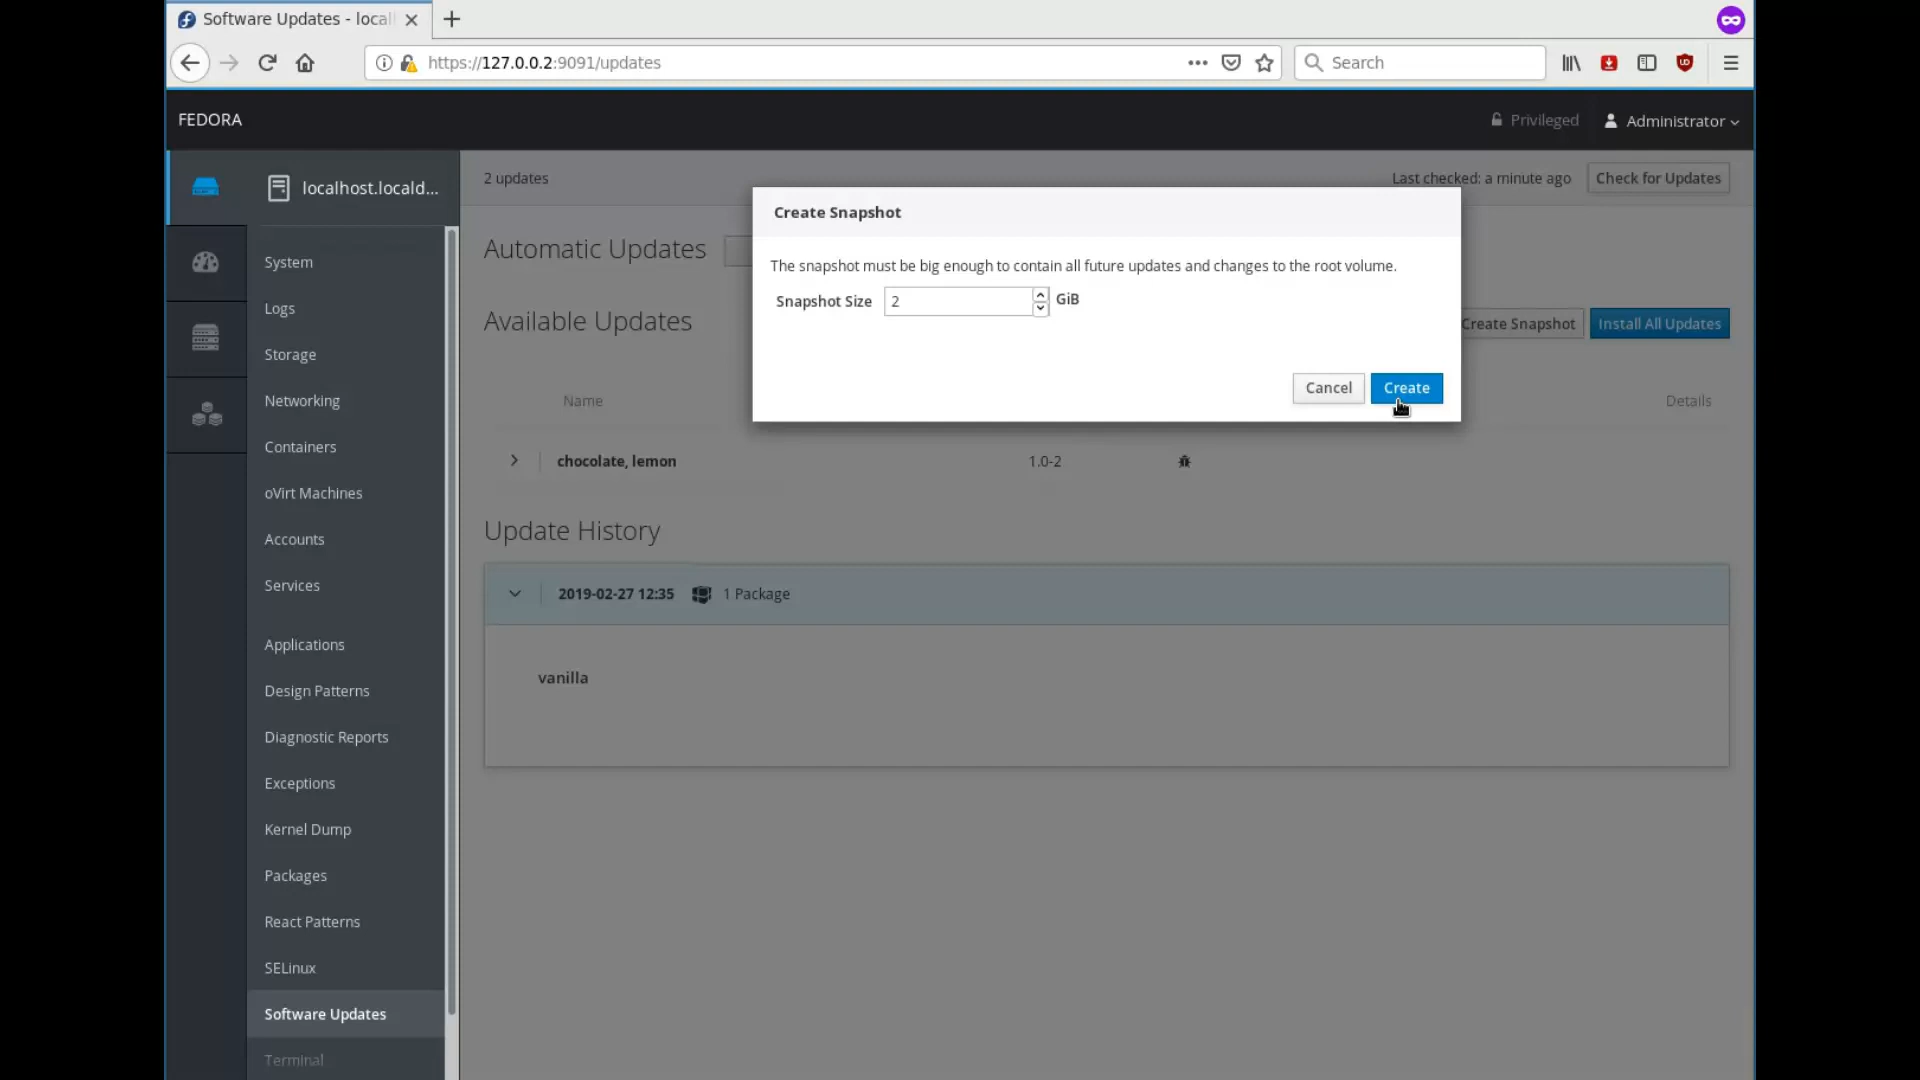 Software Updates - local
https://127.0.0.2:9091/updates
Search
FEDORA
Privileged
Administrator
localhost.locald...
System
Logs
Storage
Networking
Containers
oVirt Machines
Accounts
Services
Applications
Design Patterns
Diagnostic Reports
Exceptions
Kernel Dump
Packages
React Patterns
SELinux
Software Updates
Terminal
2 updates
Last checked: a minute ago
Check for Updates
Automatic Updates
Available Updates
Create Snapshot
Install All Updates
Create Snapshot
The snapshot must be big enough to contain all future updates and changes to the root volume.
Snapshot Size
2
GiB
Cancel
Create
Name
Details
chocolate, lemon
1.0-2
Update History
2019-02-27 12:35
1 Package
vanilla